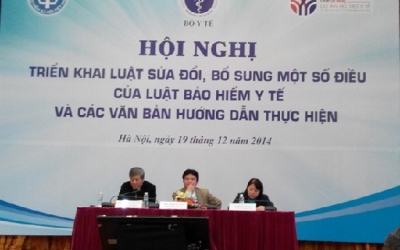 BỘ Y TẾ
HỘI NGHỊ
TRIỂN KHAI LUẬT SỬA ĐỔI, BỔ SUNG MỘT SỐ ĐIỀU
CỦA LUẬT BẢO HIỂM Y TẾ
VÀ CÁC VĂN BẢN HƯỚNG DẪN THỰC HIỆN
Hà Nội, ngày 19 tháng 12 năm 2014